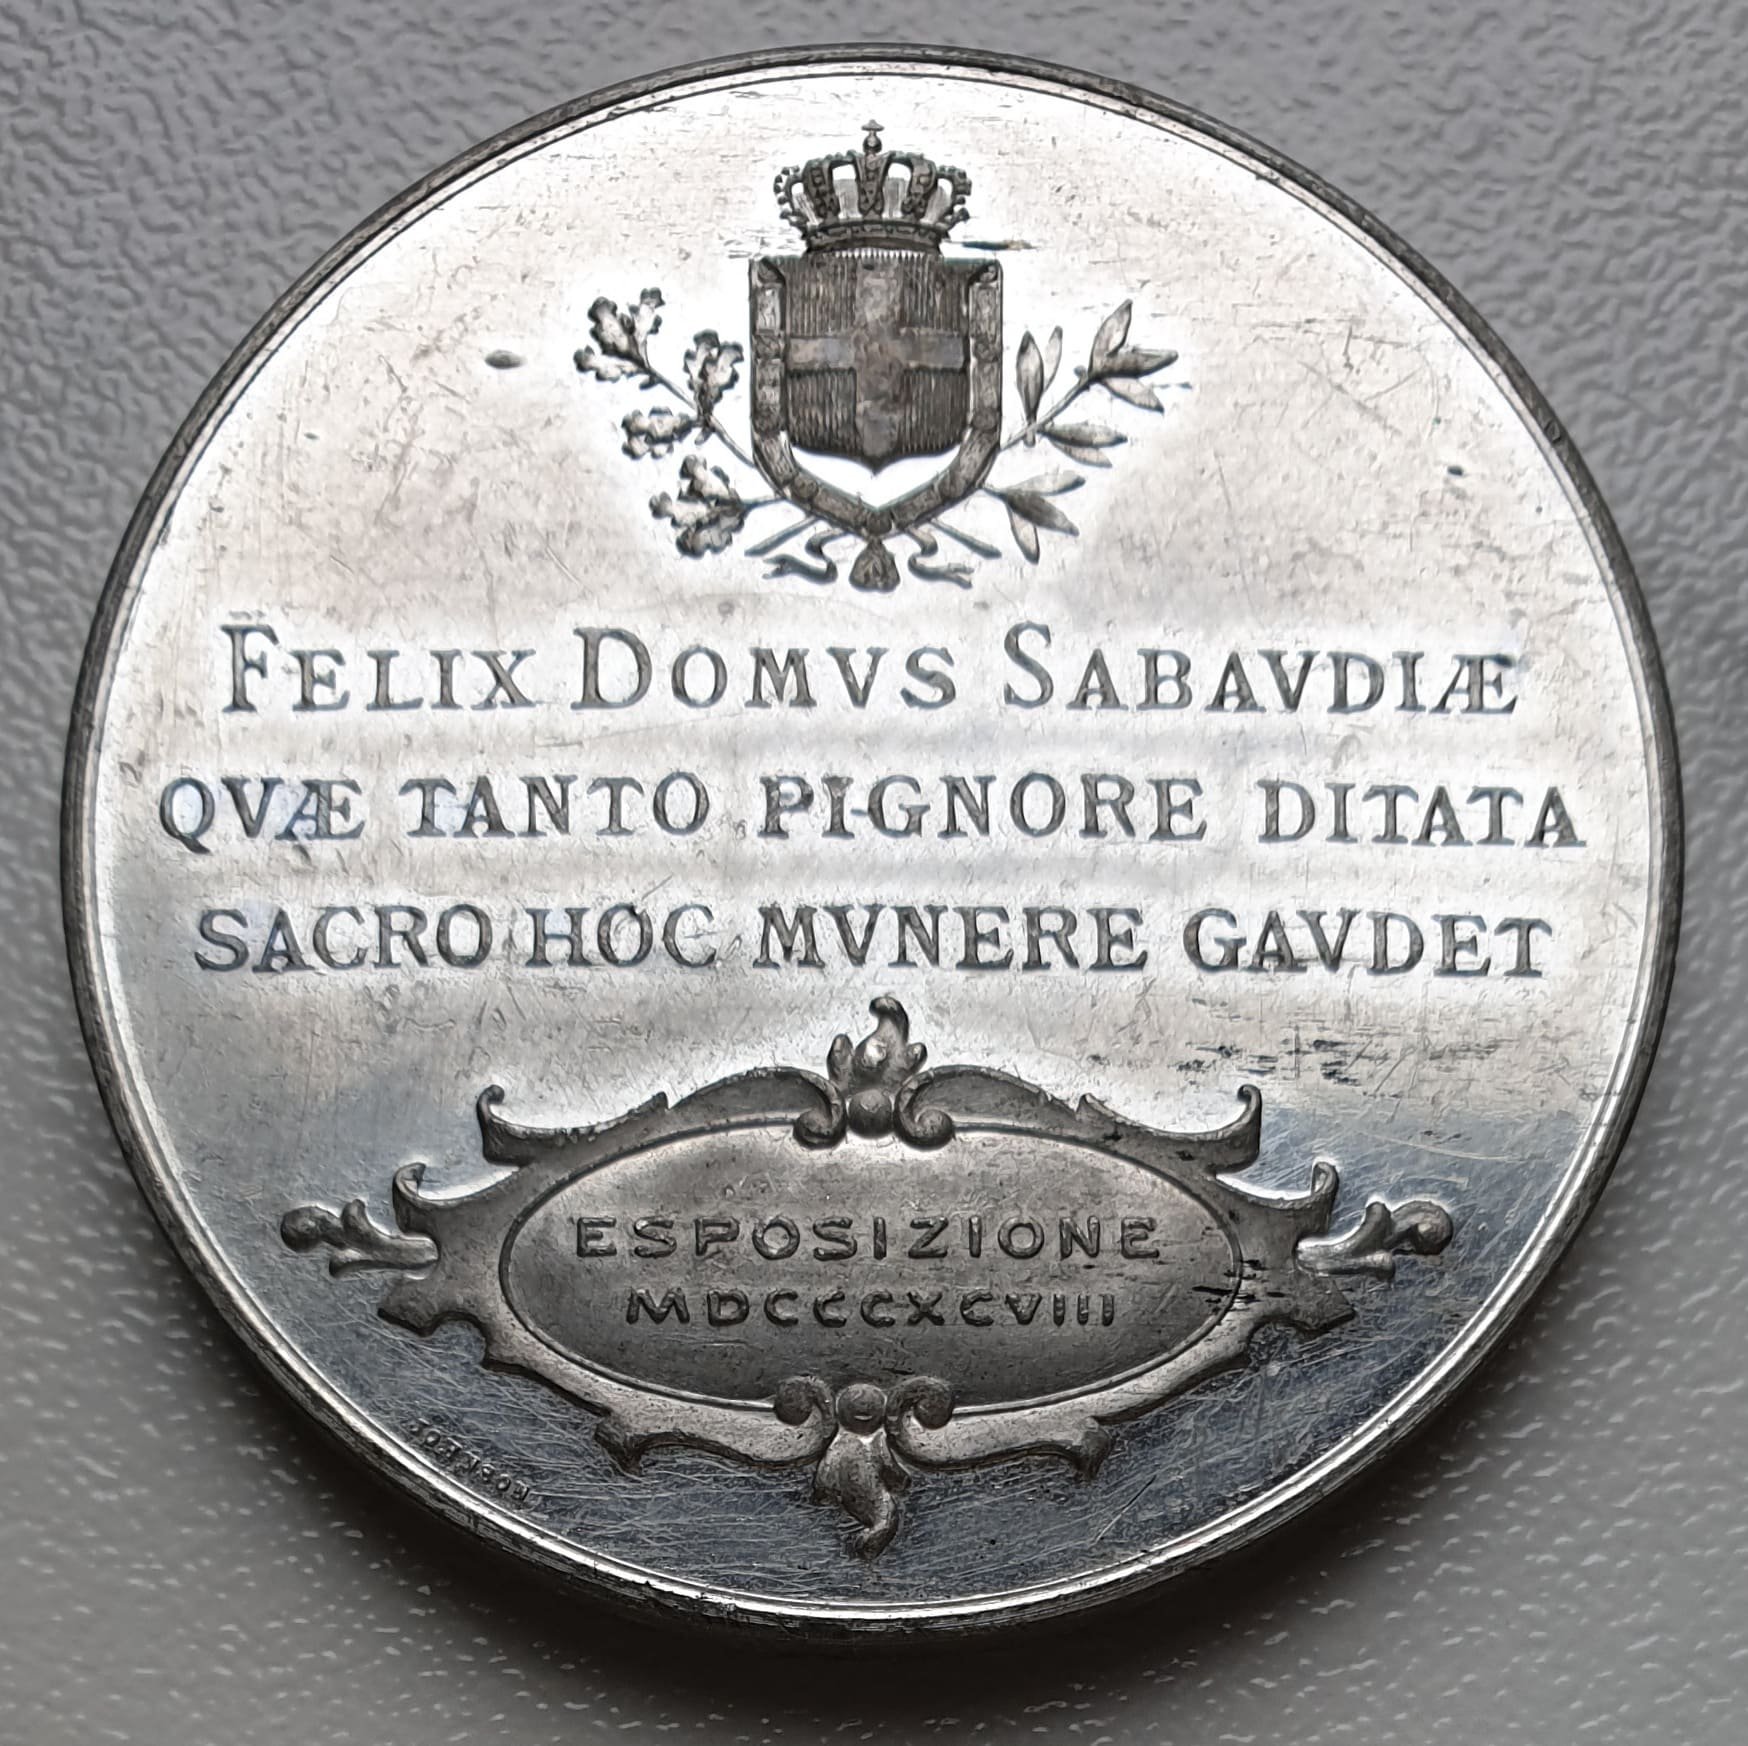 FELIX DOMVS SABAVDIÆ
QVÆ TANTO PIGNORE DITATA
SACRO HOC MVNERE GAVDET
ESPOSIZIONE
MDCCCXCVIII